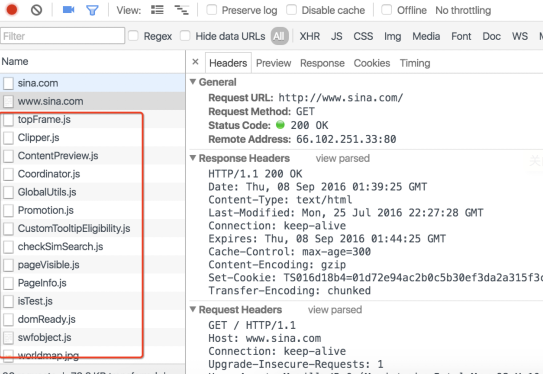 View: Preserve log Disable cache Offline No throttling
Filter Regex Hide data URLs All XHR JS CSS Img Media Font Doc WS
Name
sina.com
www.sina.com
topFrame.js
Clipper.js
ContentPreview.js
Coordinator.js
GlobalUtils.js
Promotion.js
CustomTooltipEligibility.js
checkSimSearch.js
pageVisible.js
PageInfo.js
isTest.js
domReady.js
swfobject.js
worldmap.jpg
× Headers Preview Response Cookies Timing
General
Request URL: http://www.sina.com/
Request Method: GET
Status Code: 200 OK
Remote Address: 66.102.251.33:80
Response Headers view parsed
HTTP/1.1 200 OK
Date: Thu, 08 Sep 2016 01:39:25 GMT
Content-Type: text/html
Last-Modified: Mon, 25 Jul 2016 22:27:28 GMT
Connection: keep-alive
Expires: Thu, 08 Sep 2016 01:44:25 GMT
Cache-Control: max-age=300
Content-Encoding: gzip
Set-Cookie: TS016d18b4=01d72e94ac2b0c5b30ef3da2a315f3
Transfer-Encoding: chunked
Request Headers view parsed
GET / HTTP/1.1
Host: www.sina.com
Connection: keep-alive
Upgrade-Insecure-Requests: 1